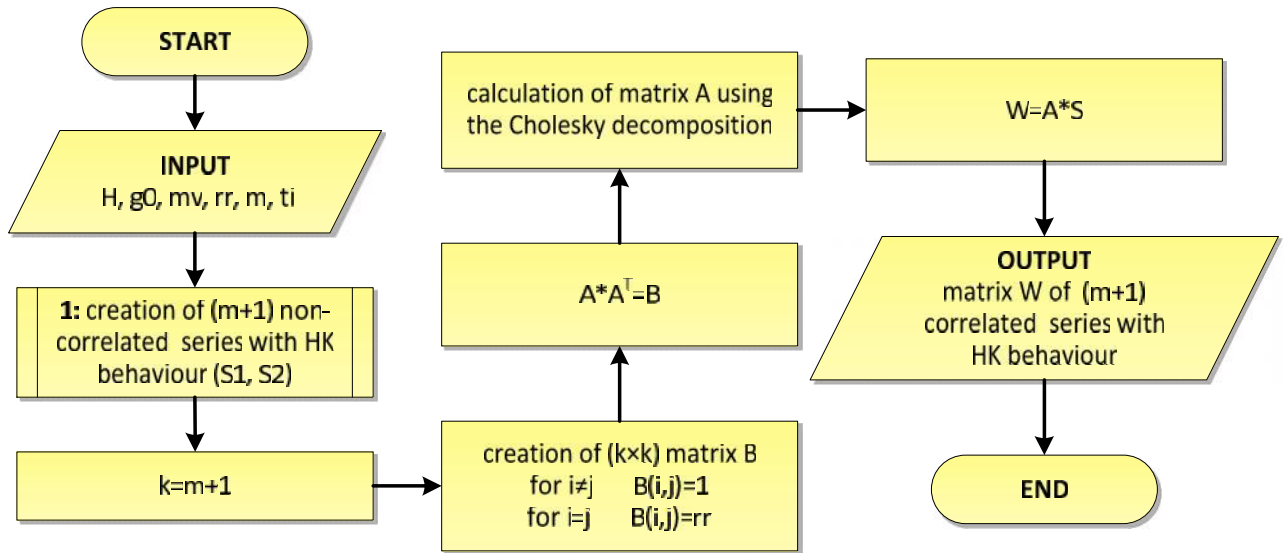 START
INPUT
H, g0, mv, rr, m, ti
1: creation of (m+1) non-
correlated series with HK
behaviour (S1, S2)
k=m+1
creation of (k×k) matrix B
for i≠j B(i,j)=1
for i=j B(i,j)=rr
A*Aᵀ=B
calculation of matrix A using
the Cholesky decomposition
W=A*S
OUTPUT
matrix W of (m+1)
correlated series with
HK behaviour
END